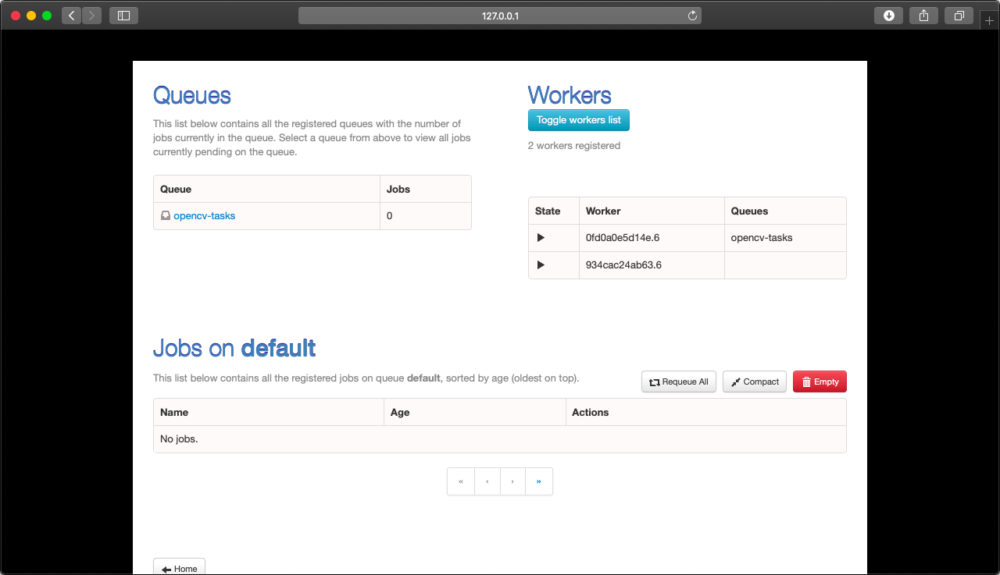 127.0.0.1
Queues
This list below contains all the registered queues with the number of
jobs currently in the queue. Select a queue from above to view all jobs
currently pending on the queue.
Queue Jobs
opencv-tasks 0
Workers
Toggle workers list
2 workers registered
State Worker Queues
0fd0a0e5d14e.6 opencv-tasks
934cac24ab63.6
Jobs on default
This list below contains all the registered jobs on queue default, sorted by age (oldest on top).
Requeue All Compact Empty
Name Age Actions
No jobs.
« ‹ › »
Home